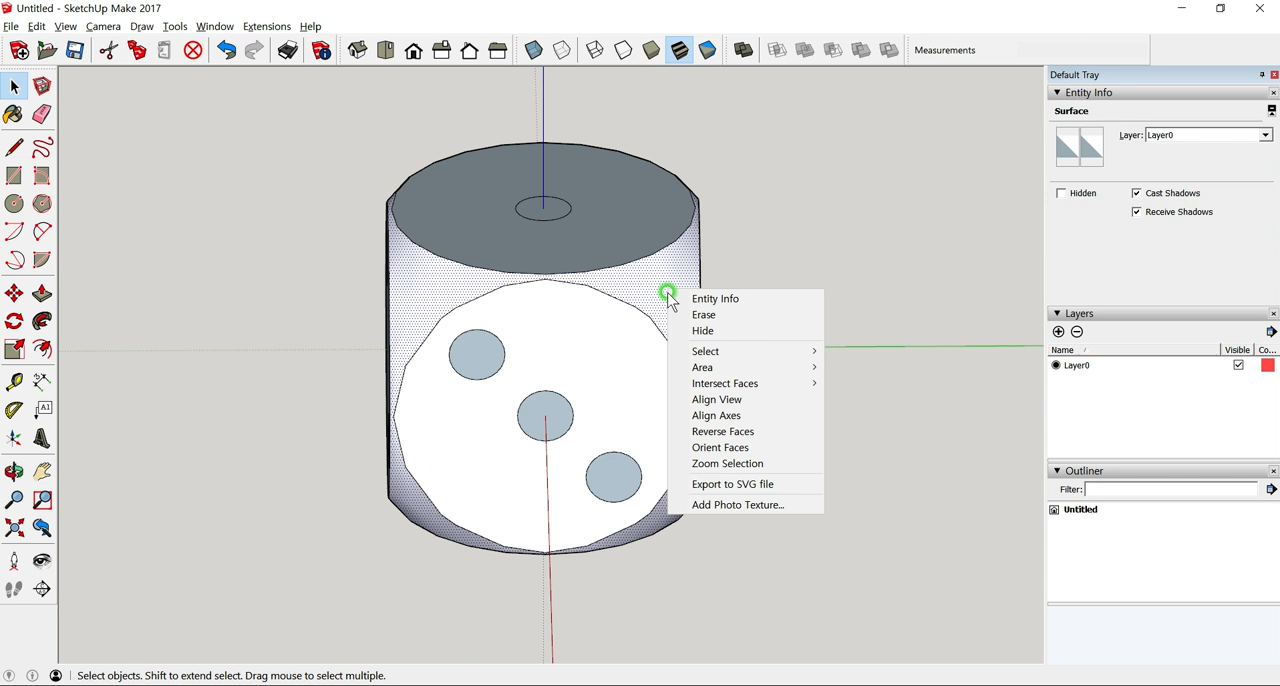 Untitled - SketchUp Make 2017
File Edit View Camera Draw Tools Window Extensions Help
Measurements
Default Tray
Entity Info
Surface
Layer: Layer0
Hidden
Cast Shadows
Receive Shadows
Entity Info
Erase
Hide
Select
Area
Intersect Faces
Align View
Align Axes
Reverse Faces
Orient Faces
Zoom Selection
Export to SVG file
Add Photo Texture...
Layers
Name Visible Co...
Layer0
Outliner
Filter:
Untitled
A1
Select objects. Shift to extend select. Drag mouse to select multiple.